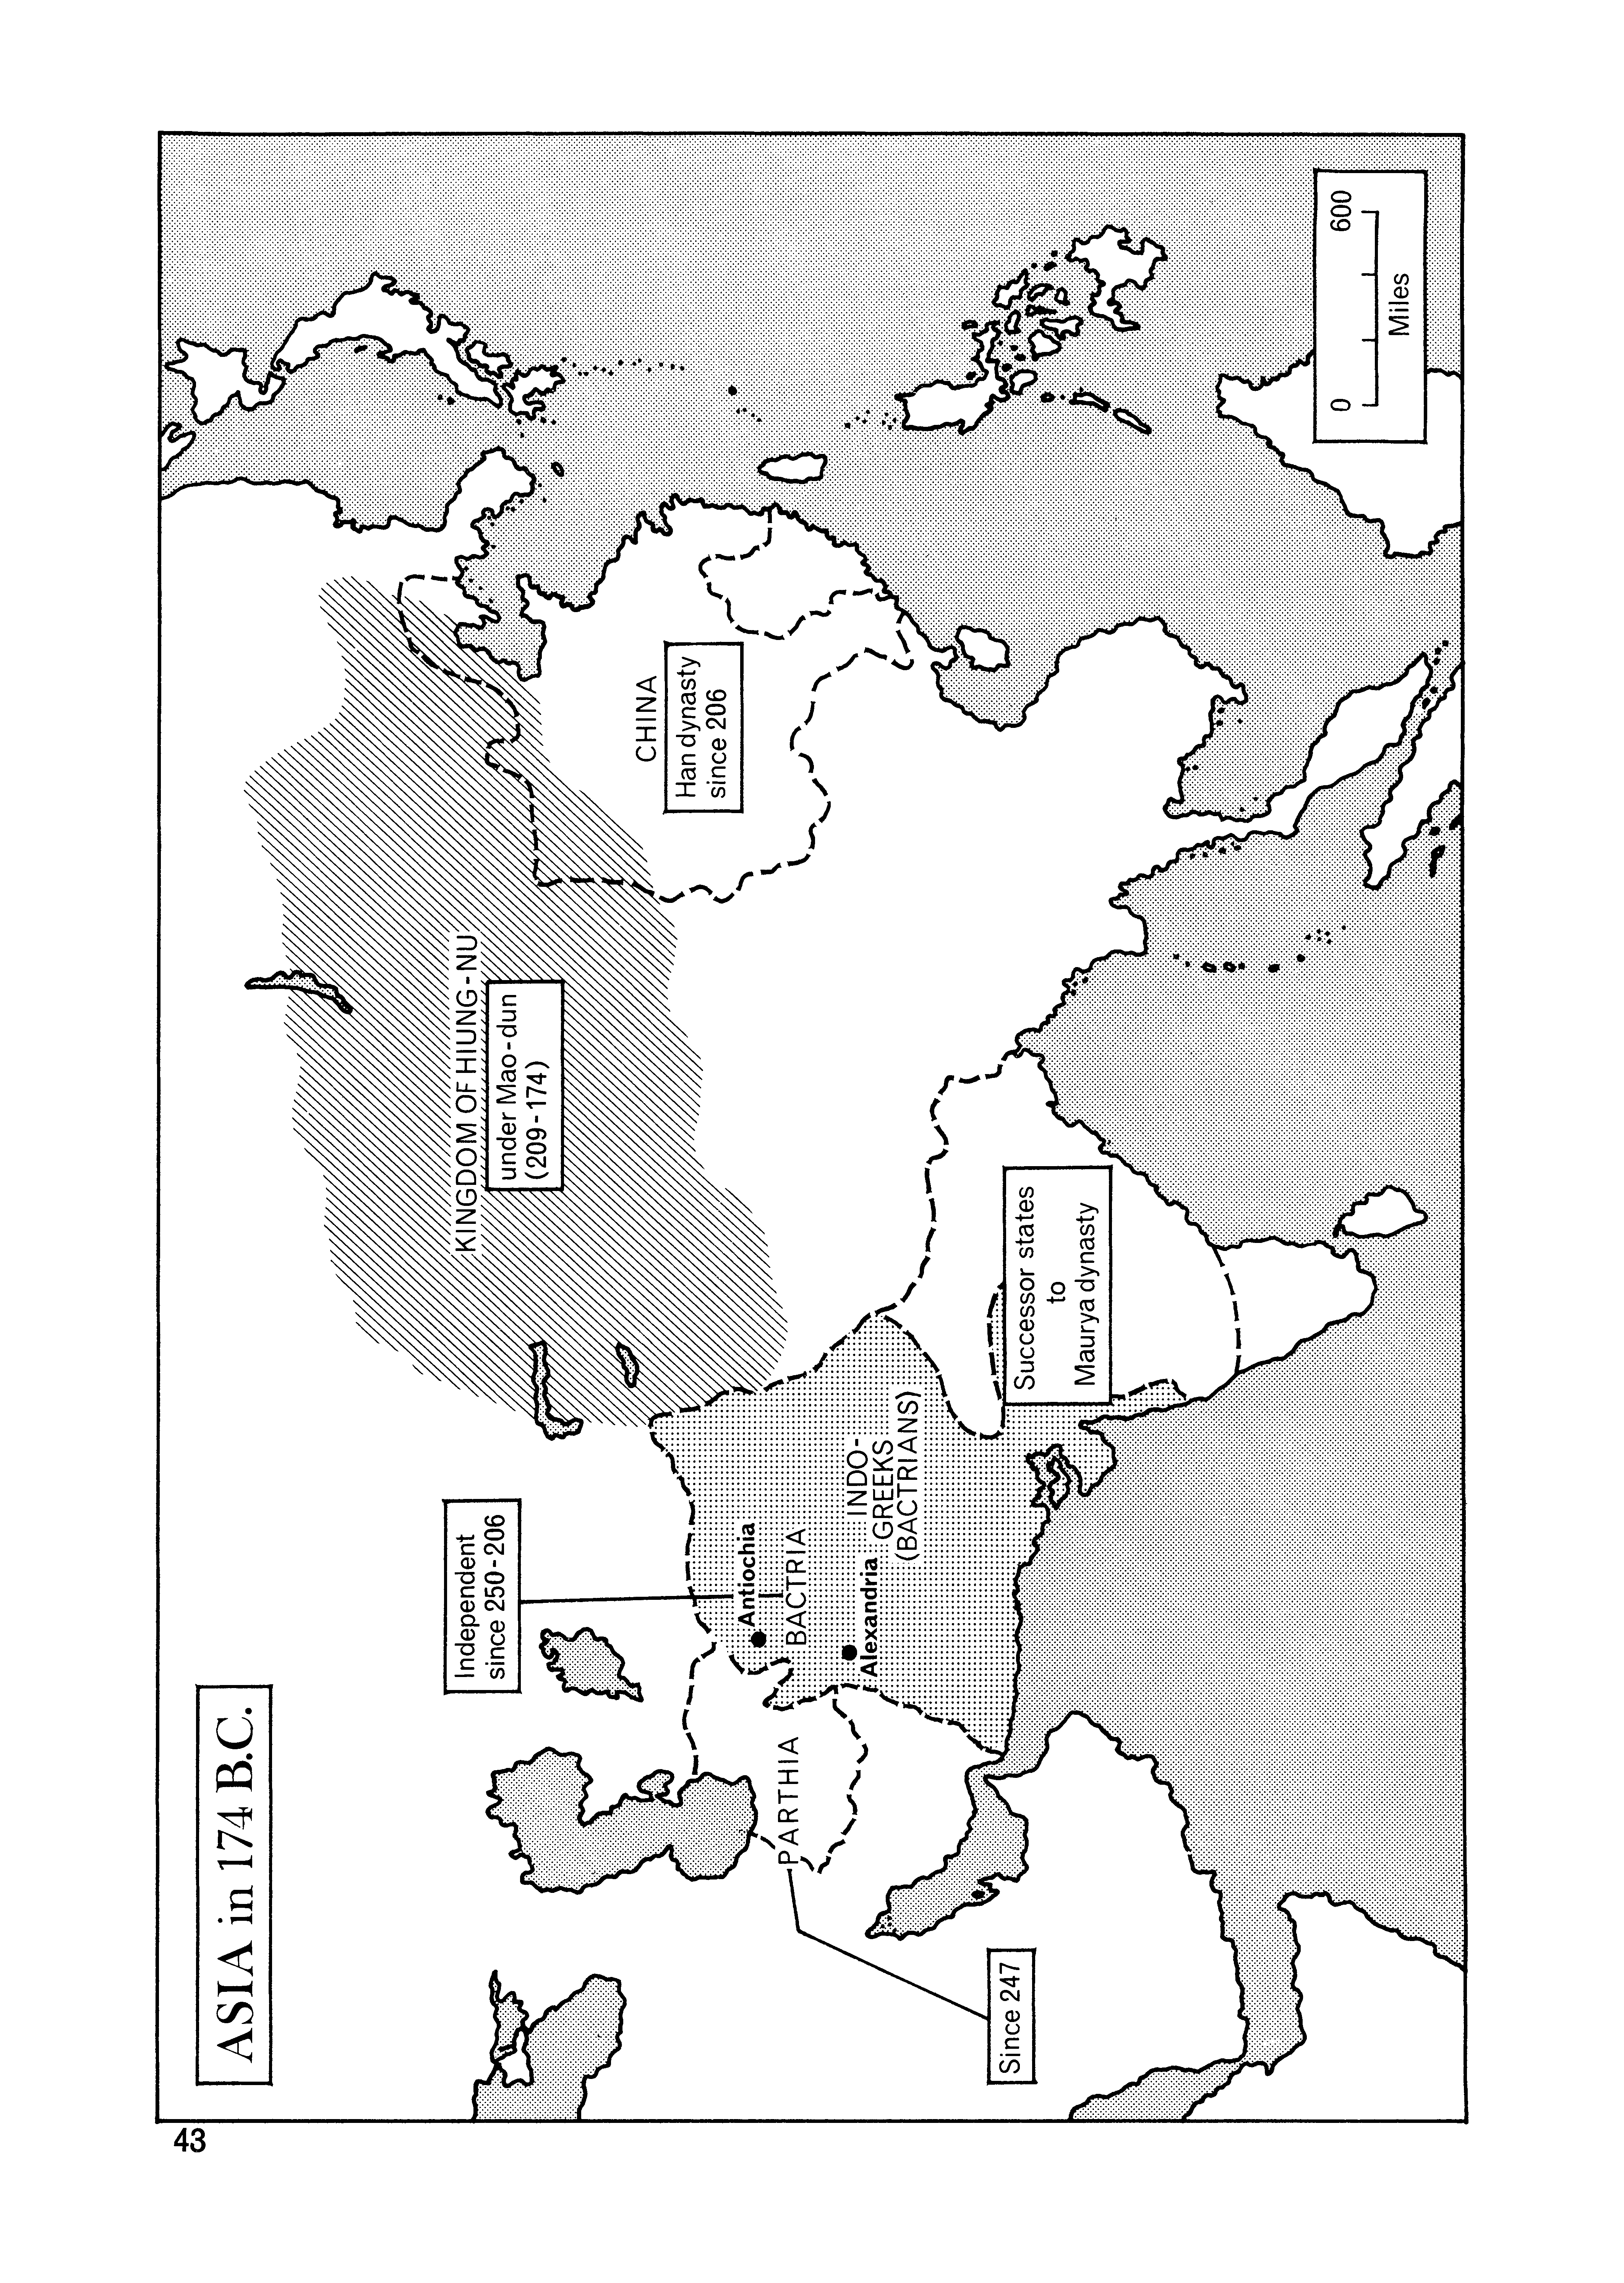 ASIA in 174 B.C.
Independent
since 250-206
KINGDOM OF HIUNG-NU
under Mao-dun
(209-174)
CHINA
Han dynasty
since 206
Antiochia
BACTRIA
Alexandria
INDO-
GREEKS
(BACTRIANS)
PARTHIA
Since 247
Successor states
to
Maurya dynasty
0 600
Miles
43